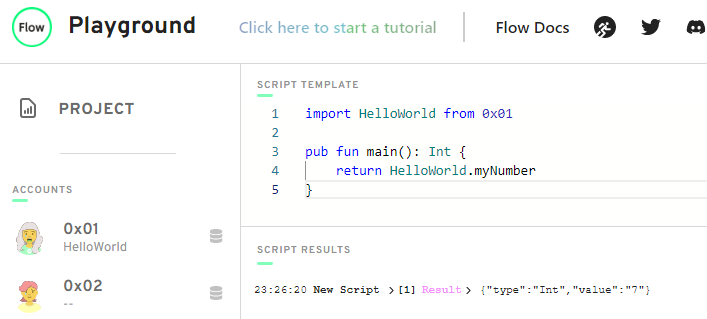 Flow Playground Click here to start a tutorial Flow Docs
PROJECT
ACCOUNTS
0x01
HelloWorld
0x02
--
SCRIPT TEMPLATE
1 import HelloWorld from 0x01
2
3 pub fun main(): Int {
4 return HelloWorld.myNumber
5 }
SCRIPT RESULTS
23:26:20 New Script >[1] Result> {"type":"Int","value":"7"}